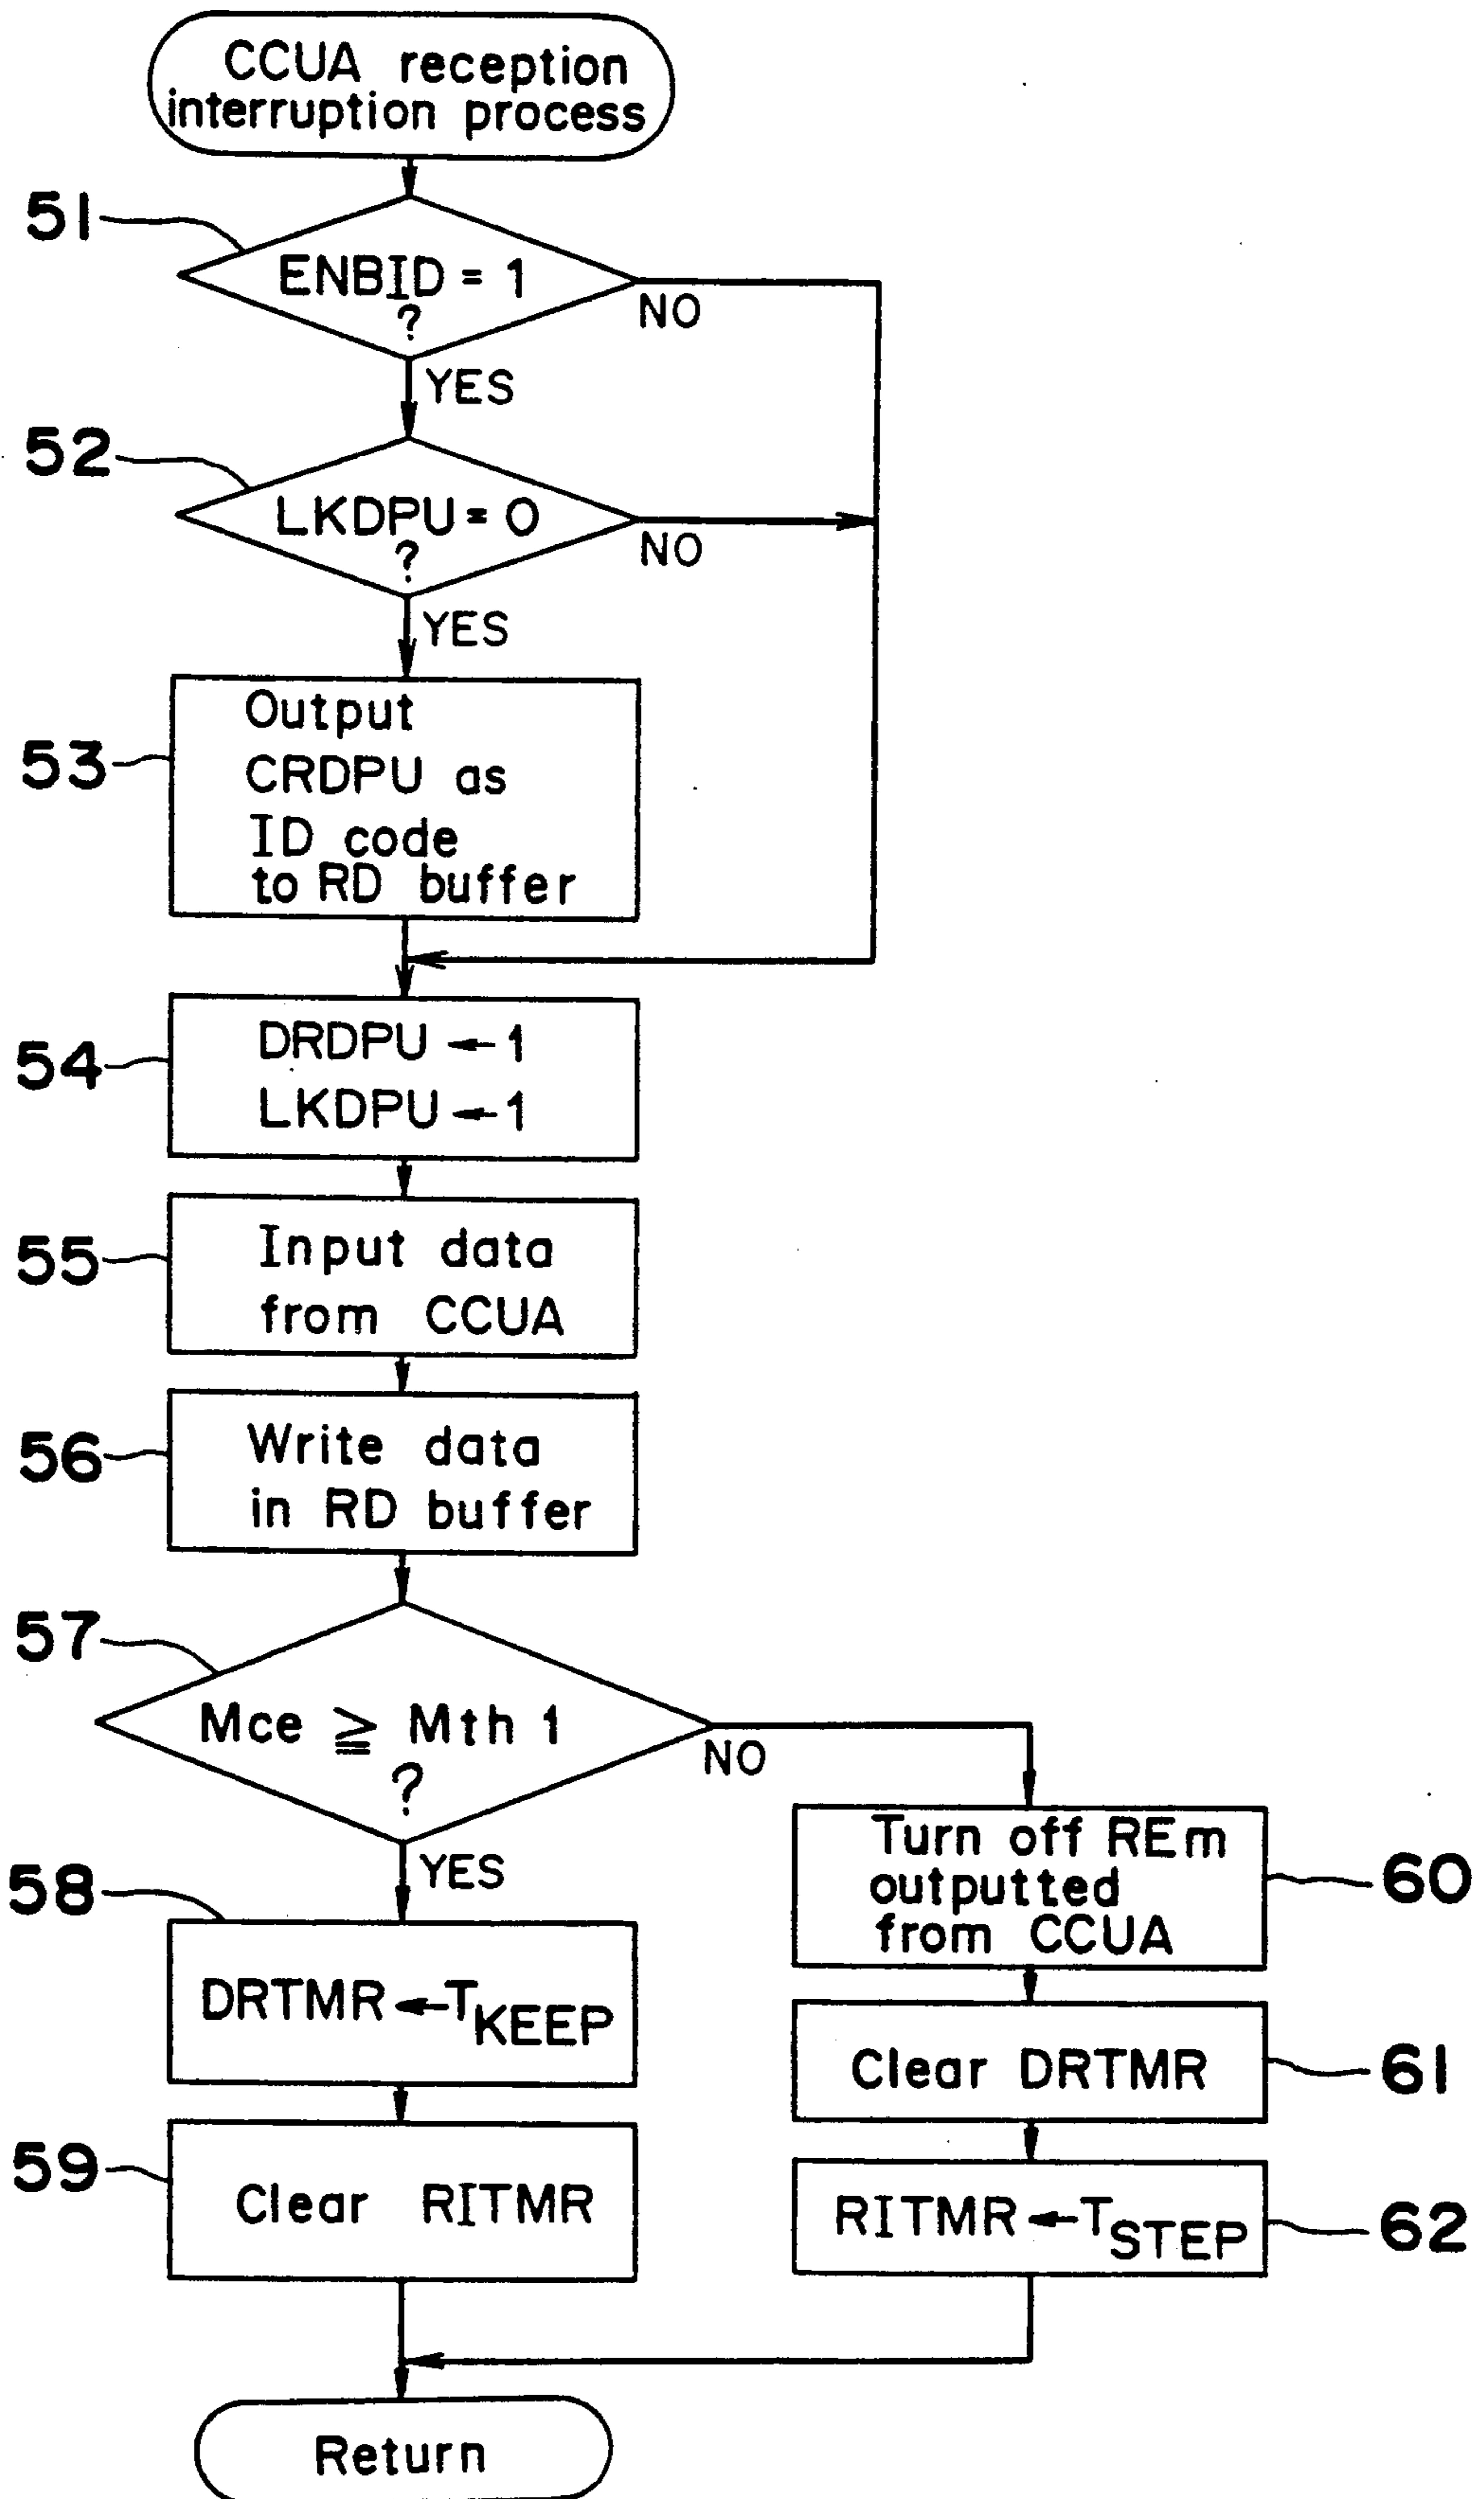 CCUA reception
interruption process
51
ENBID = 1
?
NO
YES
52
LKDPU = 0
?
NO
YES
53
Output
CRDPU as
ID code
to RD buffer
54
DRDPU ← 1
LKDPU ← 1
55
Input data
from CCUA
56
Write data
in RD buffer
57
Mce ≧ Mth 1
?
NO
YES
58
DRTMR ← TKEEP
59
Clear RITMR
Turn off REm
outputted
from CCUA
60
Clear DRTMR
61
RITMR ← TSTEP
62
Return